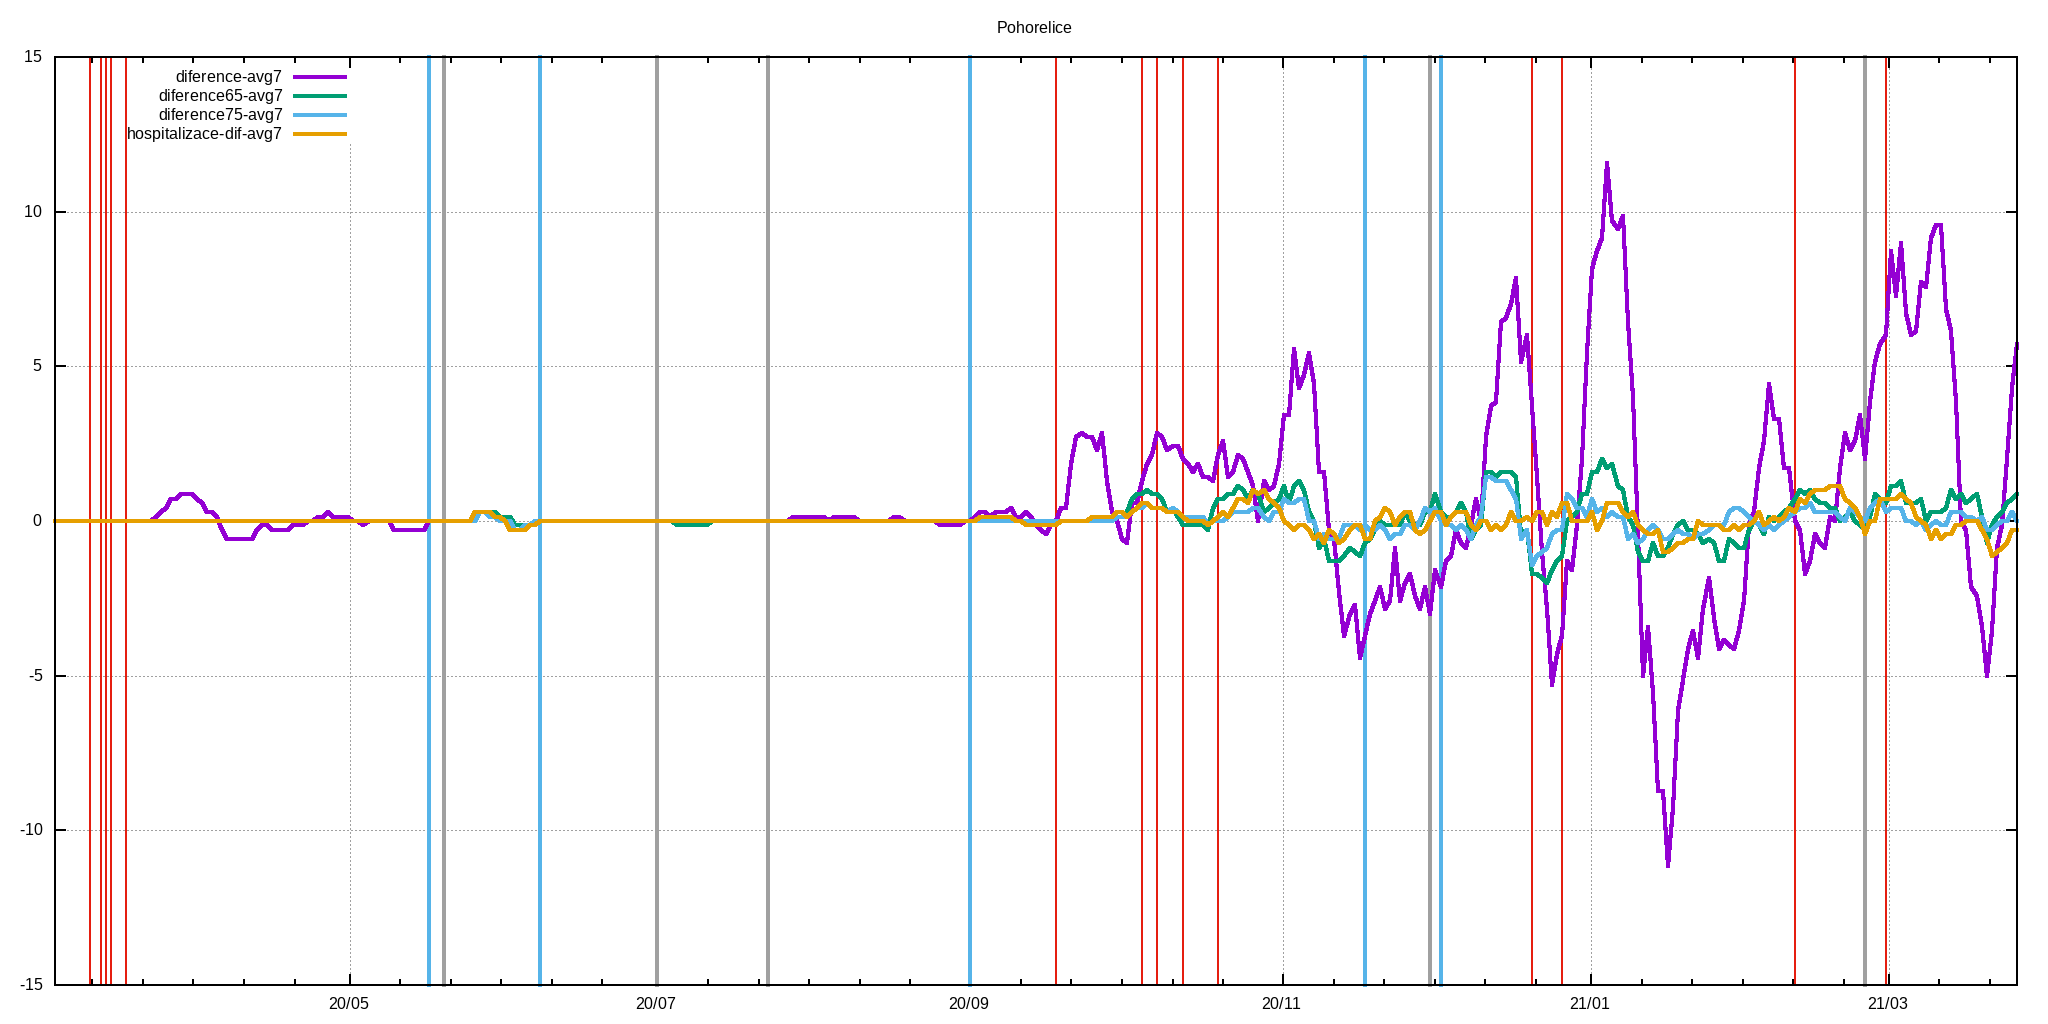 Pohorelice
15
10
5
0
-5
-10
-15
diference-avg7
diference65-avg7
diference75-avg7
hospitalizace-dif-avg7
20/05
20/07
20/09
20/11
21/01
21/03